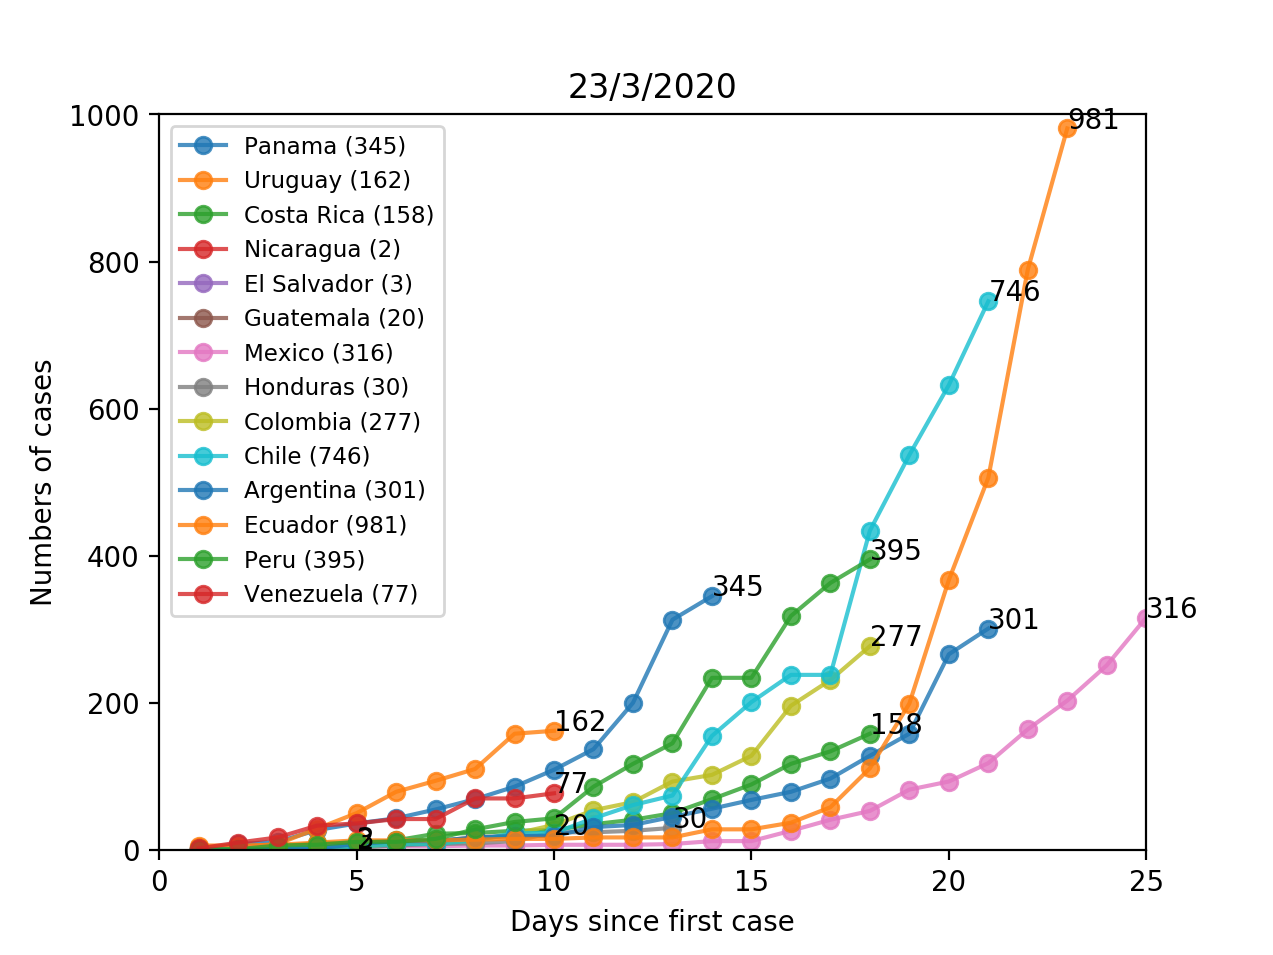 23/3/2020
Numbers of cases
1000
800
600
400
200
0
Panama (345)
Uruguay (162)
Costa Rica (158)
Nicaragua (2)
El Salvador (3)
Guatemala (20)
Mexico (316)
Honduras (30)
Colombia (277)
Chile (746)
Argentina (301)
Ecuador (981)
Peru (395)
Venezuela (77)
981
746
395
345
316
301
277
158
162
77
20
30
3
2
0 5 10 15 20 25
Days since first case